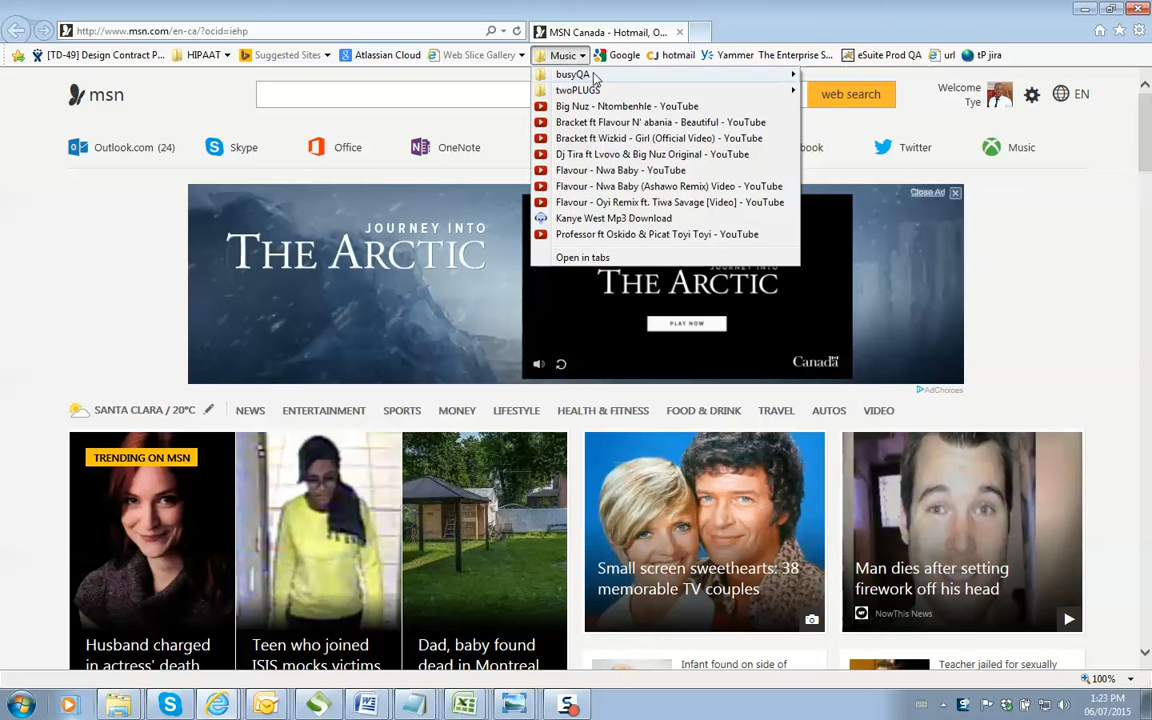 http://www.msn.com/en-ca/?ocid=iehp
MSN Canada - Hotmail, O...
[TD-49] Design Contract P...
HIPAAT
Suggested Sites
Atlassian Cloud
Web Slice Gallery
Music
Google
hotmail
Yammer The Enterprise S...
eSuite Prod QA
url
tP jira
busyQA
twoPLUGS
Big Nuz - Ntombenhle - YouTube
Bracket ft Flavour N' abania - Beautiful - YouTube
Bracket ft Wizkid - Girl (Official Video) - YouTube
Dj Tira ft Lvovo & Big Nuz Original - YouTube
Flavour - Nwa Baby - YouTube
Flavour - Nwa Baby (Ashawo Remix) Video - YouTube
Flavour - Oyi Remix ft. Tiwa Savage [Video] - YouTube
Kanye West Mp3 Download
Professor ft Oskido & Picat Toyi Toyi - YouTube
Open in tabs
msn
web search
Welcome
Tye
EN
Outlook.com (24)
Skype
Office
OneNote
book
Twitter
Music
Close Ad
JOURNEY INTO
THE ARCTIC
JOURNEY INTO
THE ARCTIC
PLAY NOW
Canada
AdChoices
SANTA CLARA / 20°C
NEWS
ENTERTAINMENT
SPORTS
MONEY
LIFESTYLE
HEALTH & FITNESS
FOOD & DRINK
TRAVEL
AUTOS
VIDEO
TRENDING ON MSN
Husband charged
in actress' death
Teen who joined
ISIS mocks victims
Dad, baby found
dead in Montreal
Small screen sweethearts: 38
memorable TV couples
Man dies after setting
firework off his head
NowThis News
Infant found on side of
Teacher jailed for sexually
100%
1:23 PM
06/07/2015